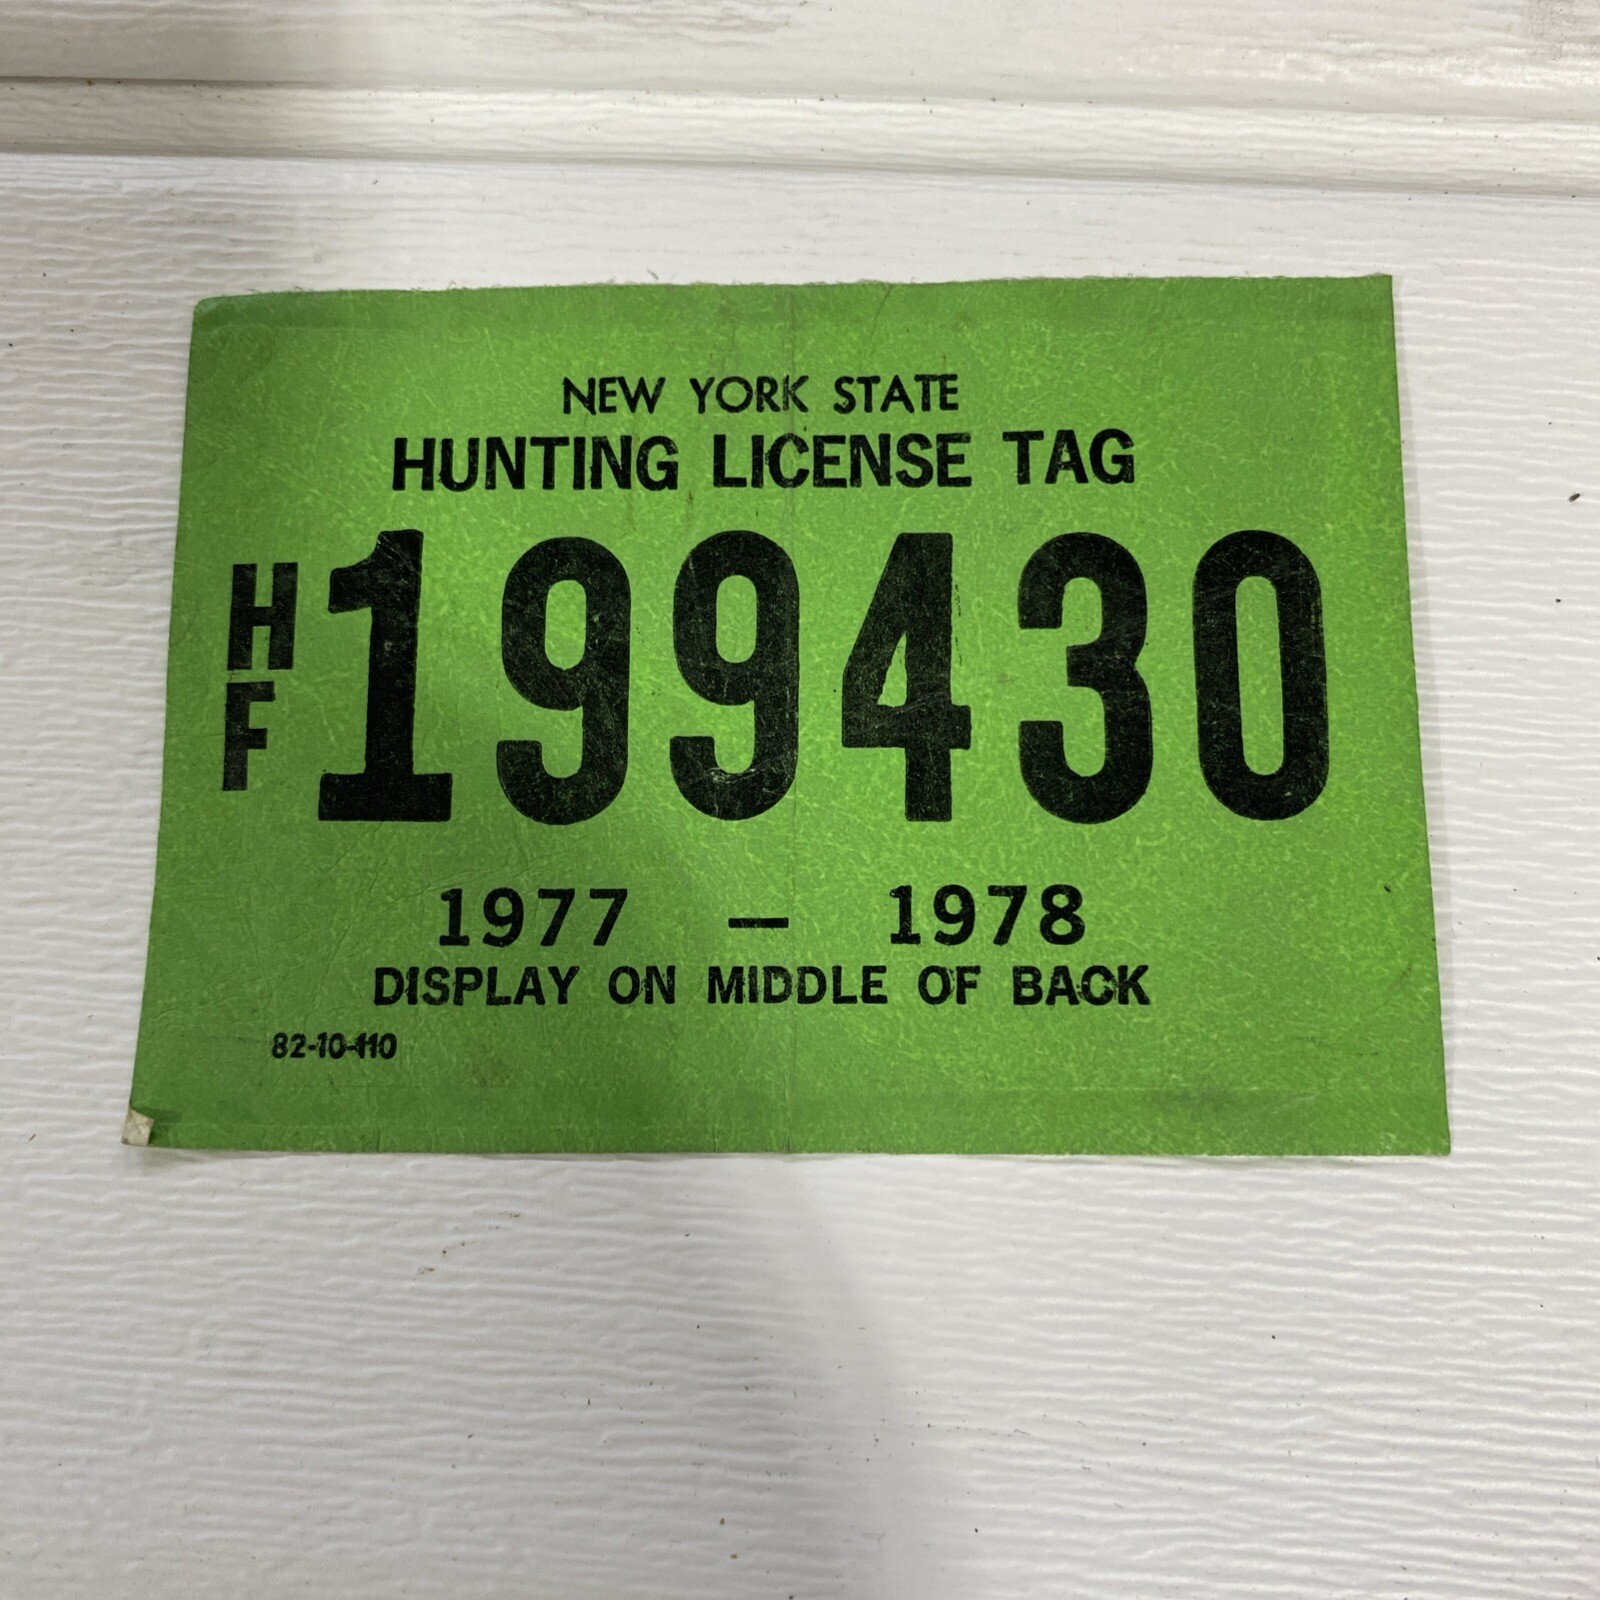 NEW YORK STATE
HUNTING LICENSE TAG
HF 199430
1977 — 1978
DISPLAY ON MIDDLE OF BACK
82-10-110